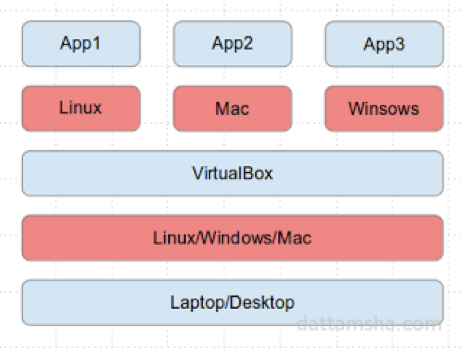 App1 App2 App3
Linux Mac Winsows
VirtualBox
Linux/Windows/Mac
Laptop/Desktop
dattamsha.com